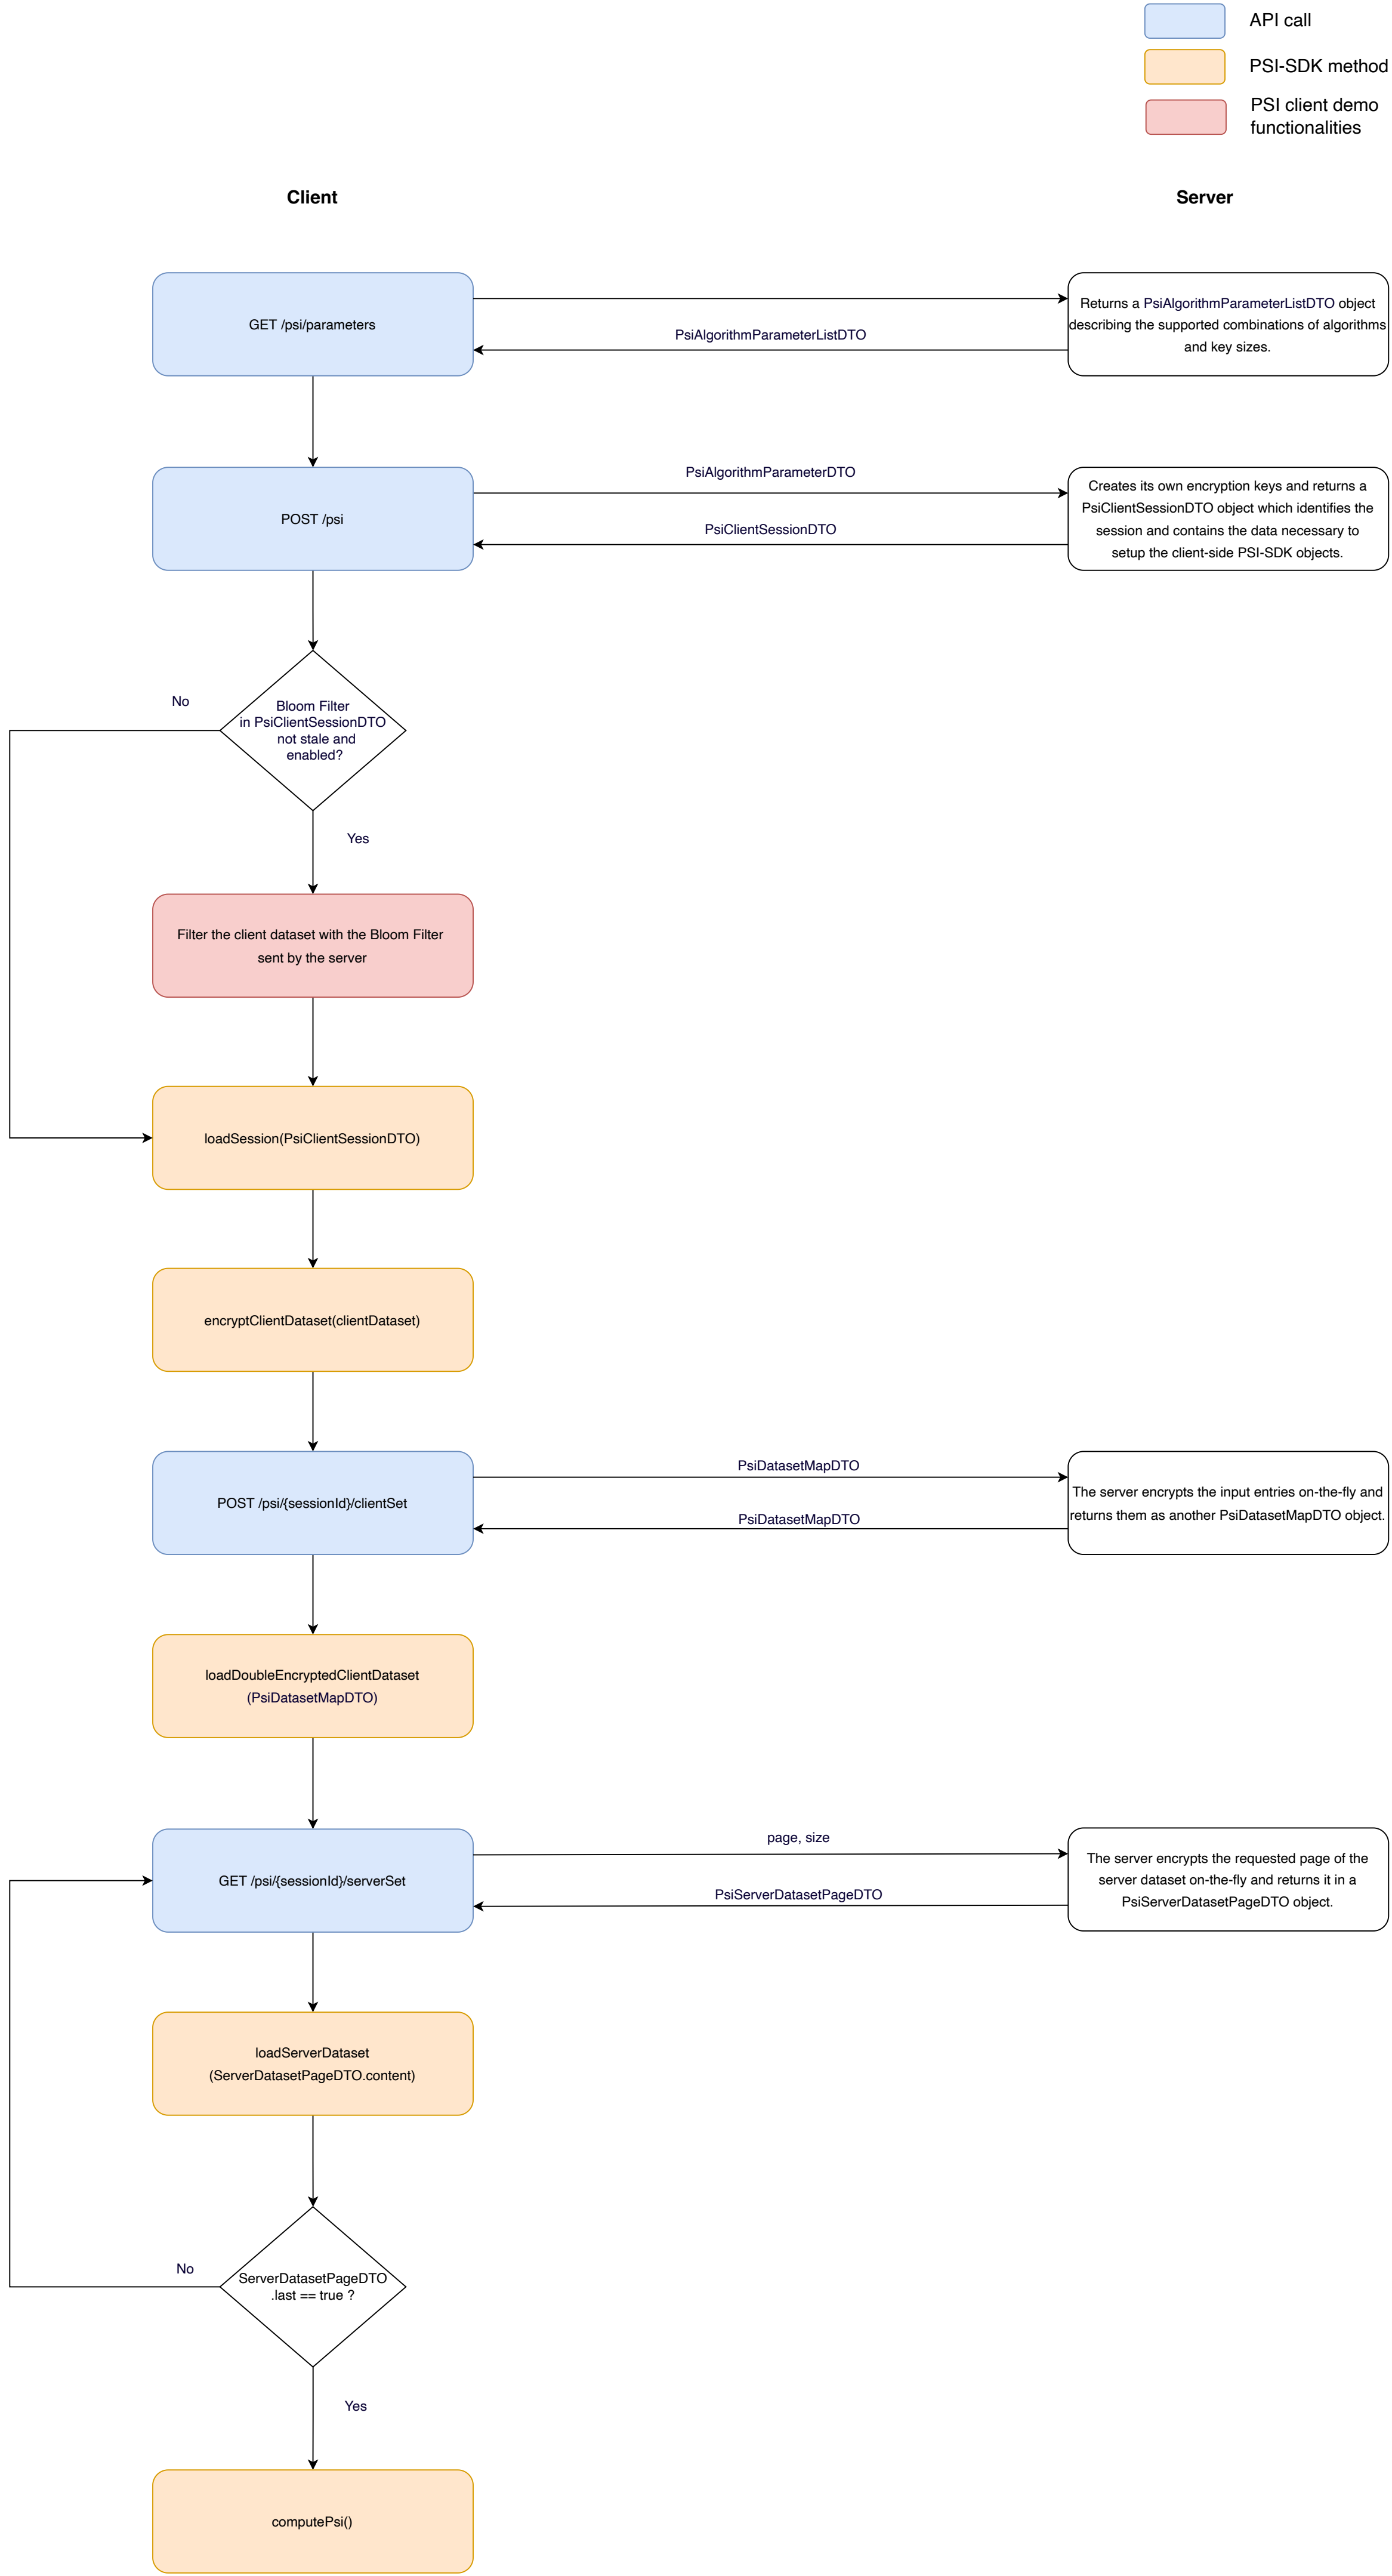 API call
PSI-SDK method
PSI client demo
functionalities
Client
Server
GET /psi/parameters
PsiAlgorithmParameterListDTO
Returns a PsiAlgorithmParameterListDTO object
describing the supported combinations of algorithms
and key sizes.
POST /psi
PsiAlgorithmParameterDTO
PsiClientSessionDTO
Creates its own encryption keys and returns a
PsiClientSessionDTO object which identifies the
session and contains the data necessary to
setup the client-side PSI-SDK objects.
No
Bloom Filter
in PsiClientSessionDTO
not stale and
enabled?
Yes
Filter the client dataset with the Bloom Filter
sent by the server
loadSession(PsiClientSessionDTO)
encryptClientDataset(clientDataset)
POST /psi/{sessionId}/clientSet
PsiDatasetMapDTO
PsiDatasetMapDTO
The server encrypts the input entries on-the-fly and
returns them as another PsiDatasetMapDTO object.
loadDoubleEncryptedClientDataset
(PsiDatasetMapDTO)
GET /psi/{sessionId}/serverSet
page, size
PsiServerDatasetPageDTO
The server encrypts the requested page of the
server dataset on-the-fly and returns it in a
PsiServerDatasetPageDTO object.
loadServerDataset
(ServerDatasetPageDTO.content)
No
ServerDatasetPageDTO
.last == true ?
Yes
computePsi()